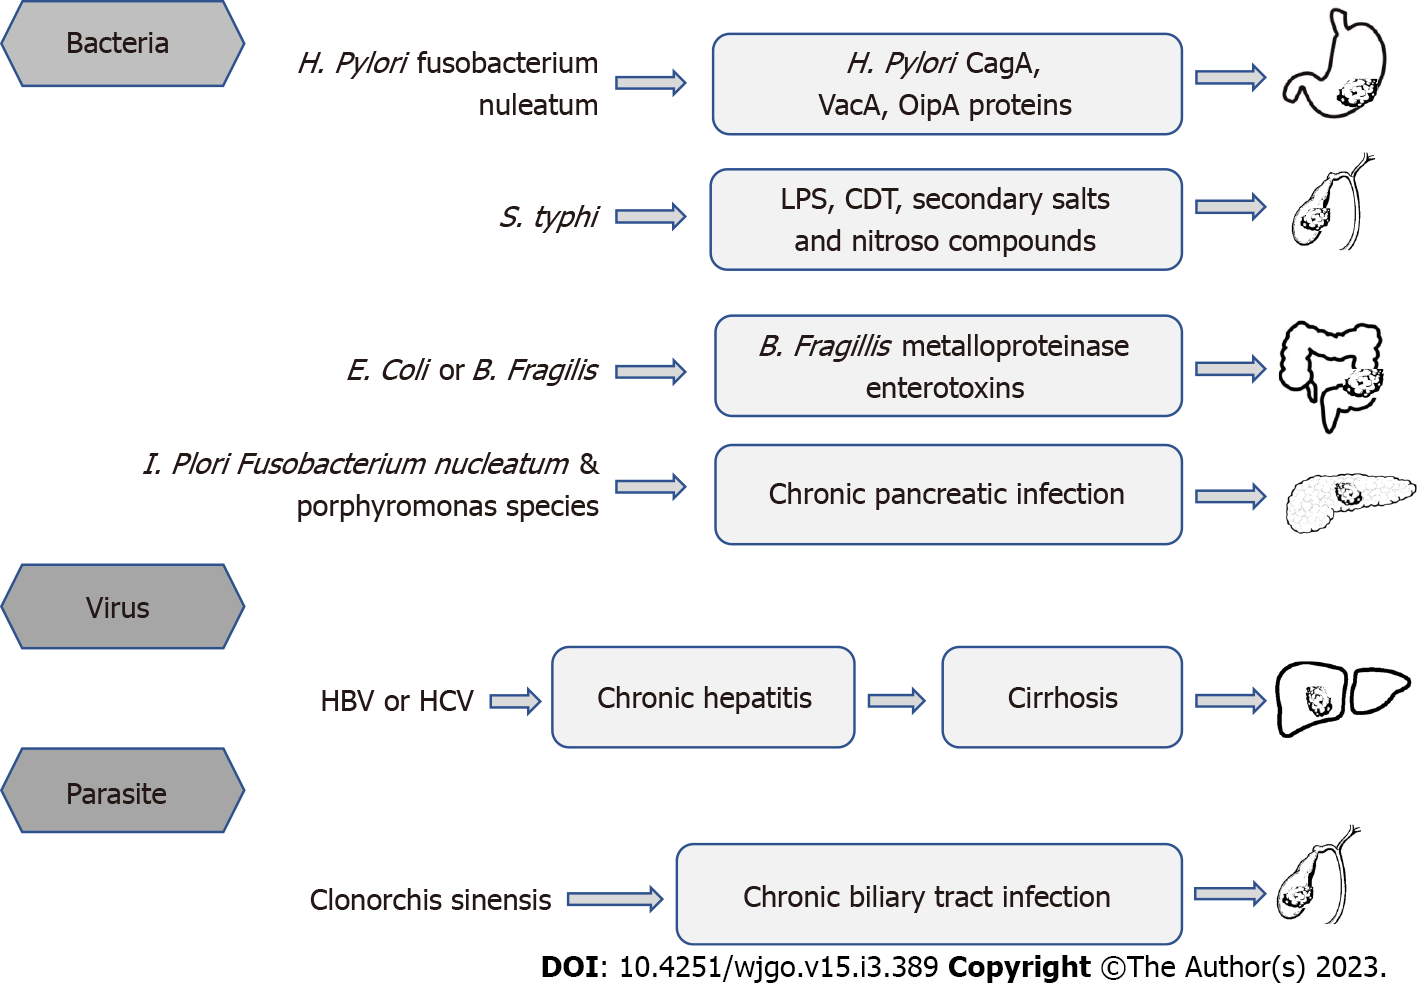 Bacteria
H. Pylori fusobacterium
nuleatum
H. Pylori CagA,
VacA, OipA proteins
S. typhi
LPS, CDT, secondary salts
and nitroso compounds
E. Coli or B. Fragilis
B. Fragillis metalloproteinase
enterotoxins
I. Plori Fusobacterium nucleatum &
porphyromonas species
Chronic pancreatic infection
Virus
HBV or HCV
Chronic hepatitis
Cirrhosis
Parasite
Clonorchis sinensis
Chronic biliary tract infection
DOI: 10.4251/wjgo.v15.i3.389 Copyright ©The Author(s) 2023.